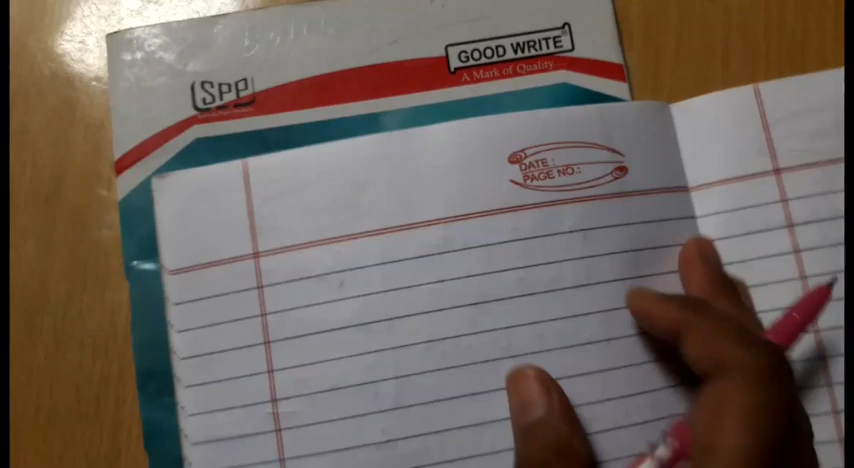 GOOD WRITE
A Mark of Quality
SPP
DATE :
PAGE NO.: